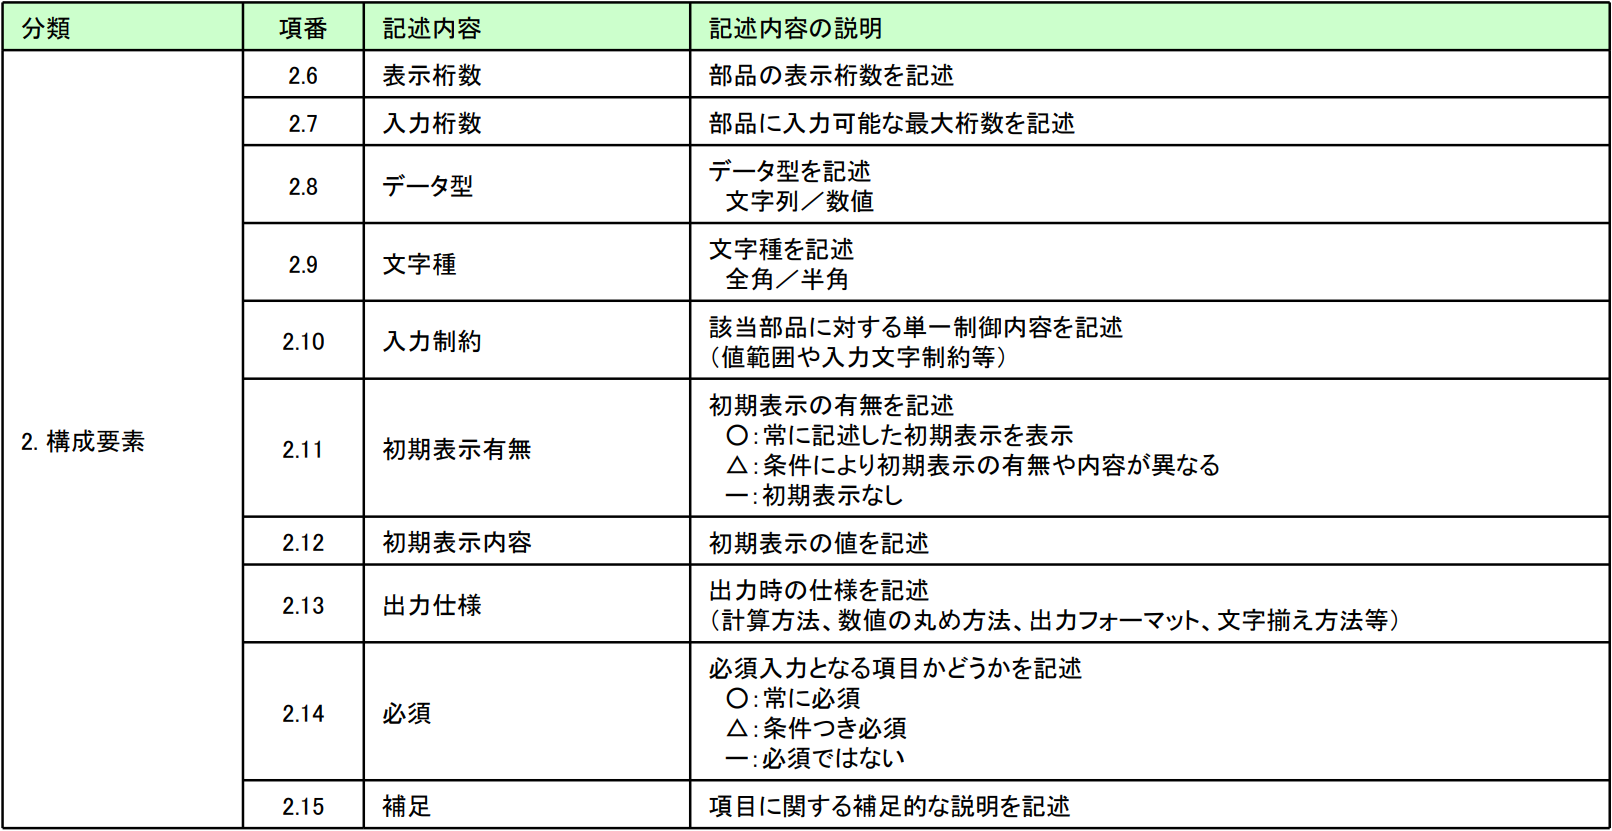 分類 項番 記述内容 記述内容の説明
2.6 表示桁数 部品の表示桁数を記述
2.7 入力桁数 部品に入力可能な最大桁数を記述
2.8 データ型 データ型を記述
文字列／数値
2.9 文字種 文字種を記述
全角／半角
2.10 入力制約 該当部品に対する単一制御内容を記述
（値範囲や入力文字制約等）
2. 構成要素
2.11 初期表示有無 初期表示の有無を記述
○：常に記述した初期表示を表示
△：条件により初期表示の有無や内容が異なる
ー：初期表示なし
2.12 初期表示内容 初期表示の値を記述
2.13 出力仕様 出力時の仕様を記述
（計算方法、数値の丸め方法、出力フォーマット、文字揃え方法等）
2.14 必須 必須入力となる項目かどうかを記述
○：常に必須
△：条件つき必須
ー：必須ではない
2.15 補足 項目に関する補足的な説明を記述